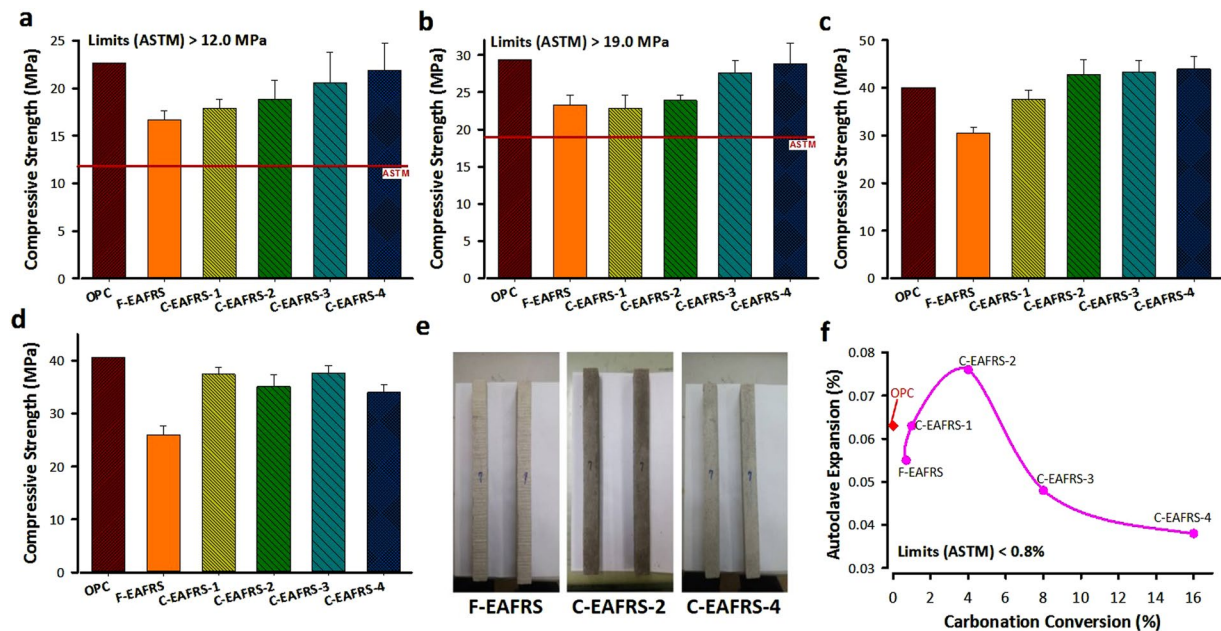 a
Limits (ASTM) > 12.0 MPa
Compressive Strength (MPa)
25
20
15
10
5
0
ASTM
OPC
F-EAFRS
C-EAFRS-1
C-EAFRS-2
C-EAFRS-3
C-EAFRS-4
b
Limits (ASTM) > 19.0 MPa
Compressive Strength (MPa)
30
25
20
15
10
5
0
ASTM
OPC
F-EAFRS
C-EAFRS-1
C-EAFRS-2
C-EAFRS-3
C-EAFRS-4
c
Compressive Strength (MPa)
50
40
30
20
10
0
OPC
F-EAFRS
C-EAFRS-1
C-EAFRS-2
C-EAFRS-3
C-EAFRS-4
d
Compressive Strength (MPa)
40
30
20
10
0
OPC
F-EAFRS
C-EAFRS-1
C-EAFRS-2
C-EAFRS-3
C-EAFRS-4
e
F-EAFRS
C-EAFRS-2
C-EAFRS-4
f
Autoclave Expansion (%)
0.08
0.07
0.06
0.05
0.04
0.03
OPC
F-EAFRS
C-EAFRS-1
C-EAFRS-2
C-EAFRS-3
C-EAFRS-4
Limits (ASTM) < 0.8%
0 2 4 6 8 10 12 14 16
Carbonation Conversion (%)